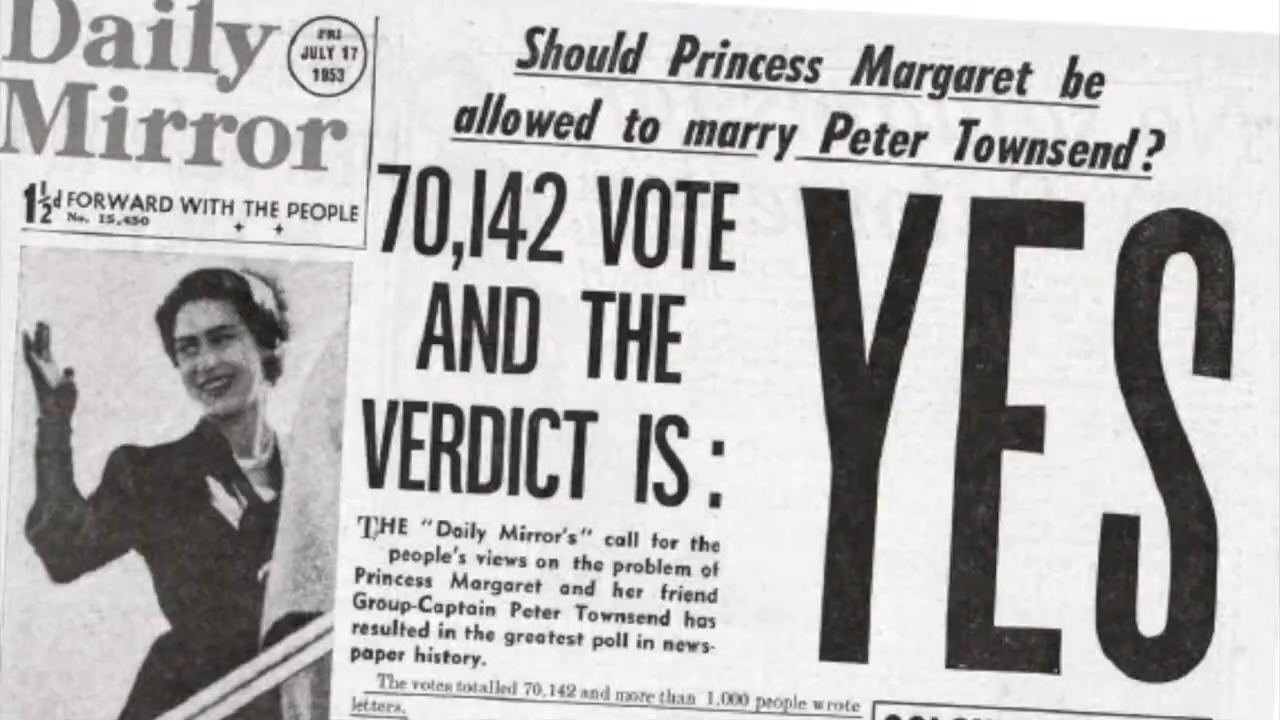 Daily
Mirror
FRI
JULY 17
1953
1½d FORWARD WITH THE PEOPLE
No. 15,450
Should Princess Margaret be
allowed to marry Peter Townsend?
70,142 VOTE
AND THE
VERDICT IS :
YES
THE "Daily Mirror's" call for the
people's views on the problem of
Princess Margaret and her friend
Group-Captain Peter Townsend has
resulted in the greatest poll in news-
paper history.
The votes totalled 70,142 and more than 1,000 people wrote
letters.